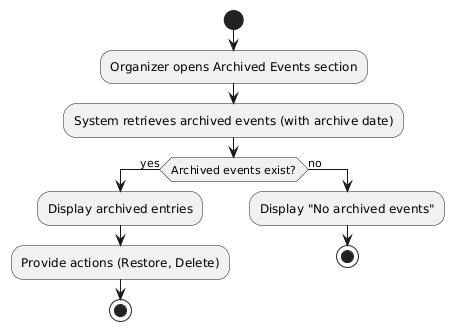 Organizer opens Archived Events section
System retrieves archived events (with archive date)
Archived events exist?
yes
no
Display archived entries
Display "No archived events"
Provide actions (Restore, Delete)